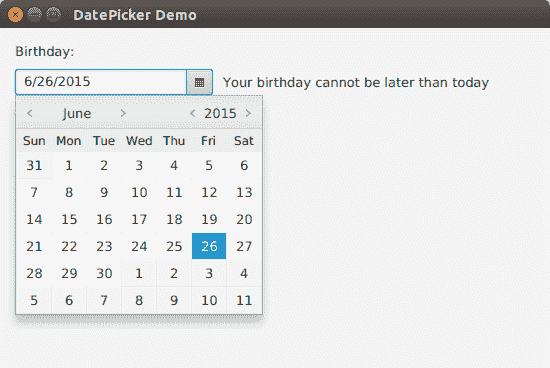 DatePicker Demo
Birthday:
6/26/2015 Your birthday cannot be later than today
< June > < 2015 >
Sun Mon Tue Wed Thu Fri Sat
31 1 2 3 4 5 6
7 8 9 10 11 12 13
14 15 16 17 18 19 20
21 22 23 24 25 26 27
28 29 30 1 2 3 4
5 6 7 8 9 10 11